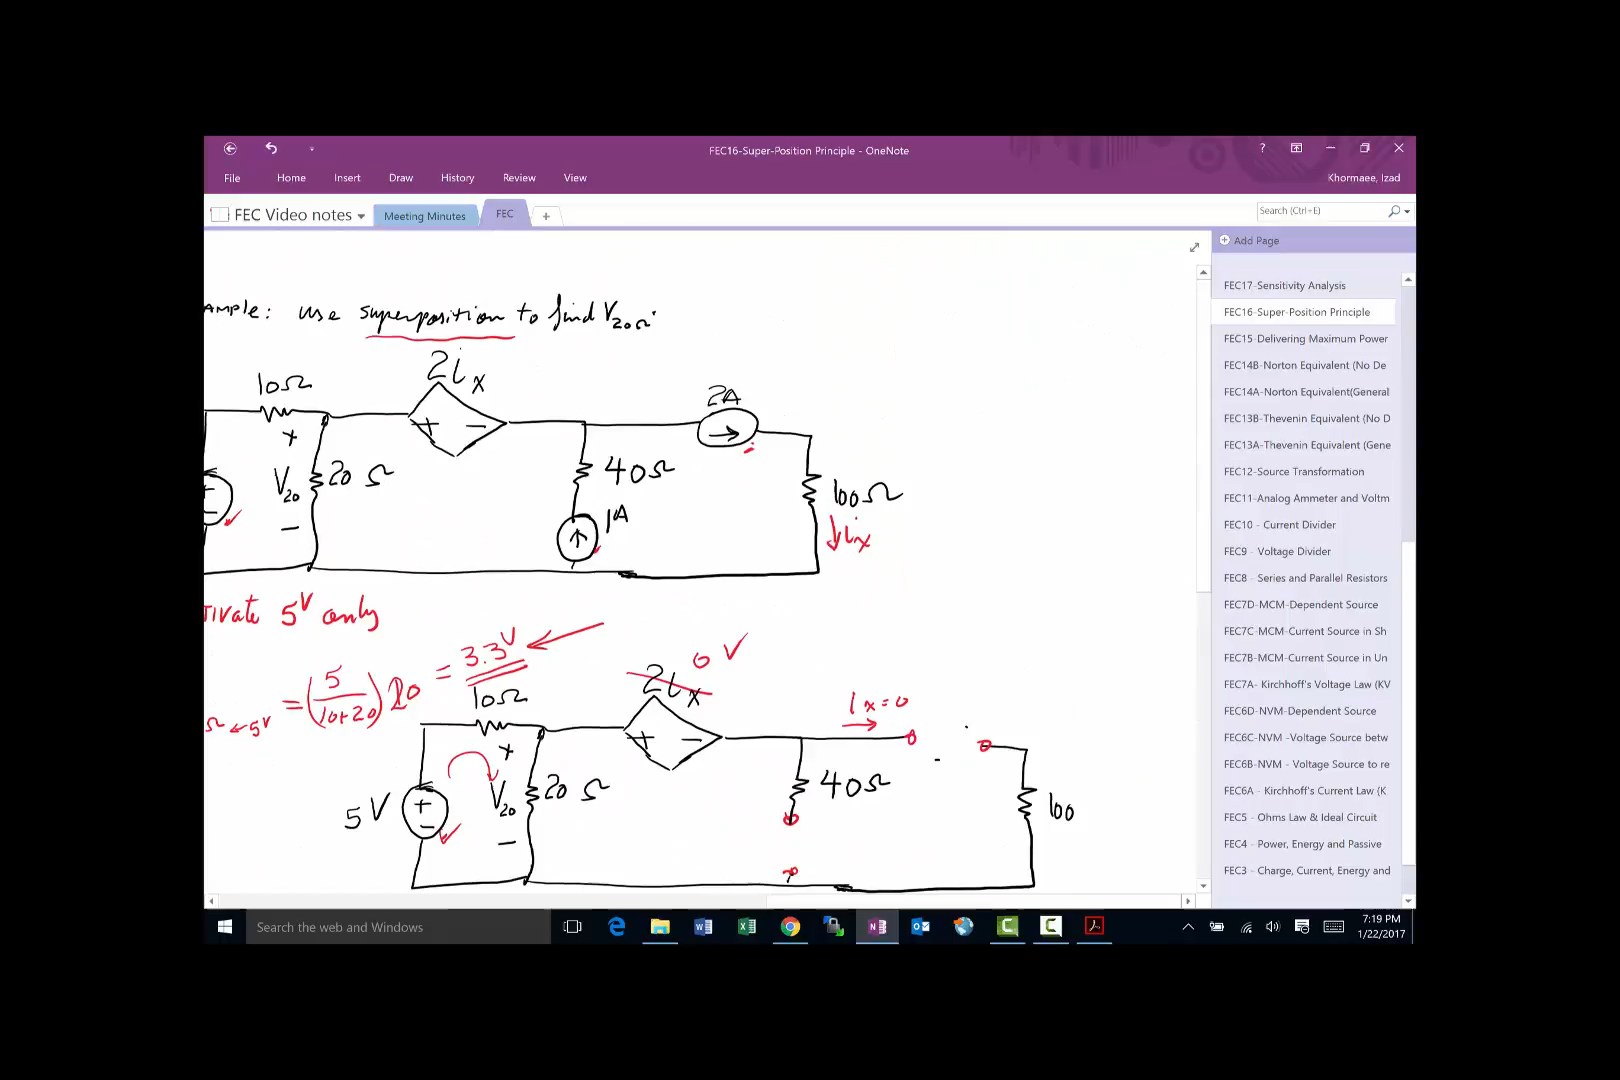 FEC16-Super-Position Principle - OneNote
?
File Home Insert Draw History Review View
Khormaee, Izad
FEC Video notes
Meeting Minutes
FEC
+
Search (Ctrl+E)
Add Page
FEC17-Sensitivity Analysis
FEC16-Super-Position Principle
FEC15-Delivering Maximum Power
FEC14B-Norton Equivalent (No De
FEC14A-Norton Equivalent(General
FEC13B-Thevenin Equivalent (No D
FEC13A-Thevenin Equivalent (Gene
FEC12-Source Transformation
FEC11-Analog Ammeter and Voltm
FEC10 - Current Divider
FEC9 - Voltage Divider
FEC8 - Series and Parallel Resistors
FEC7D-MCM-Dependent Source
FEC7C-MCM-Current Source in Sh
FEC7B-MCM-Current Source in Un
FEC7A- Kirchhoff's Voltage Law (KV
FEC6D-NVM-Dependent Source
FEC6C-NVM -Voltage Source betw
FEC6B-NVM - Voltage Source to re
FEC6A - Kirchhoff's Current Law (K
FEC5 - Ohms Law & Ideal Circuit
FEC4 - Power, Energy and Passive
FEC3 - Charge, Current, Energy and
AMPLE: use superposition to find V20Ω.
2ix
10Ω
2A
+ V20 -
20Ω
+ -
40Ω
1A
100Ω
↓ix
+ -
tivate 5V only
Ω←5V = (5/(10+20)) 20 = 3.3V
0 V
2ix
10Ω
ix=0
→
5V
+ -
+ V20 -
20Ω
+ -
40Ω
100
Search the web and Windows
7:19 PM
1/22/2017